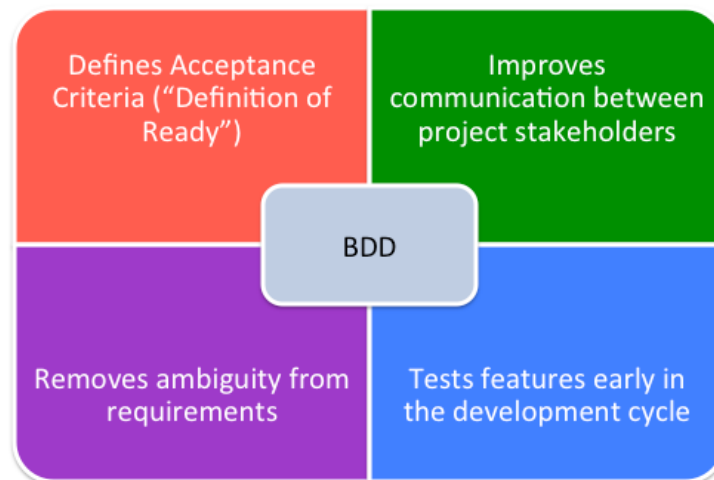 Defines Acceptance
Criteria (“Definition of
Ready”)
Improves
communication between
project stakeholders
BDD
Removes ambiguity from
requirements
Tests features early in
the development cycle